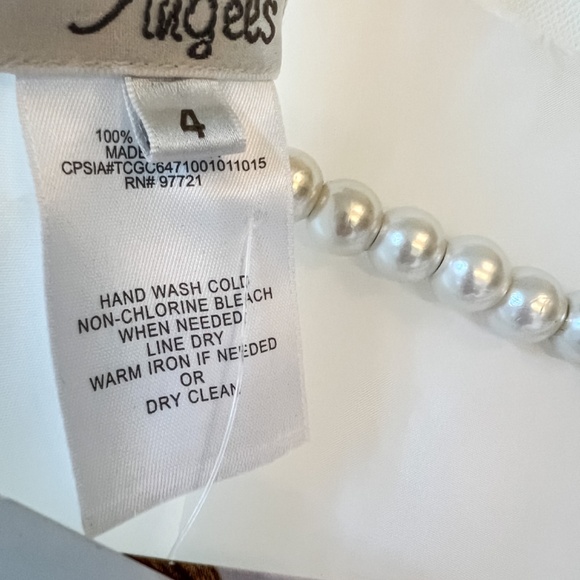 Angels
4
100%
MADE
CPSIA#TCGC6471001011015
RN# 97721
HAND WASH COLD
NON-CHLORINE BLEACH
WHEN NEEDED
LINE DRY
WARM IRON IF NEEDED
OR
DRY CLEAN